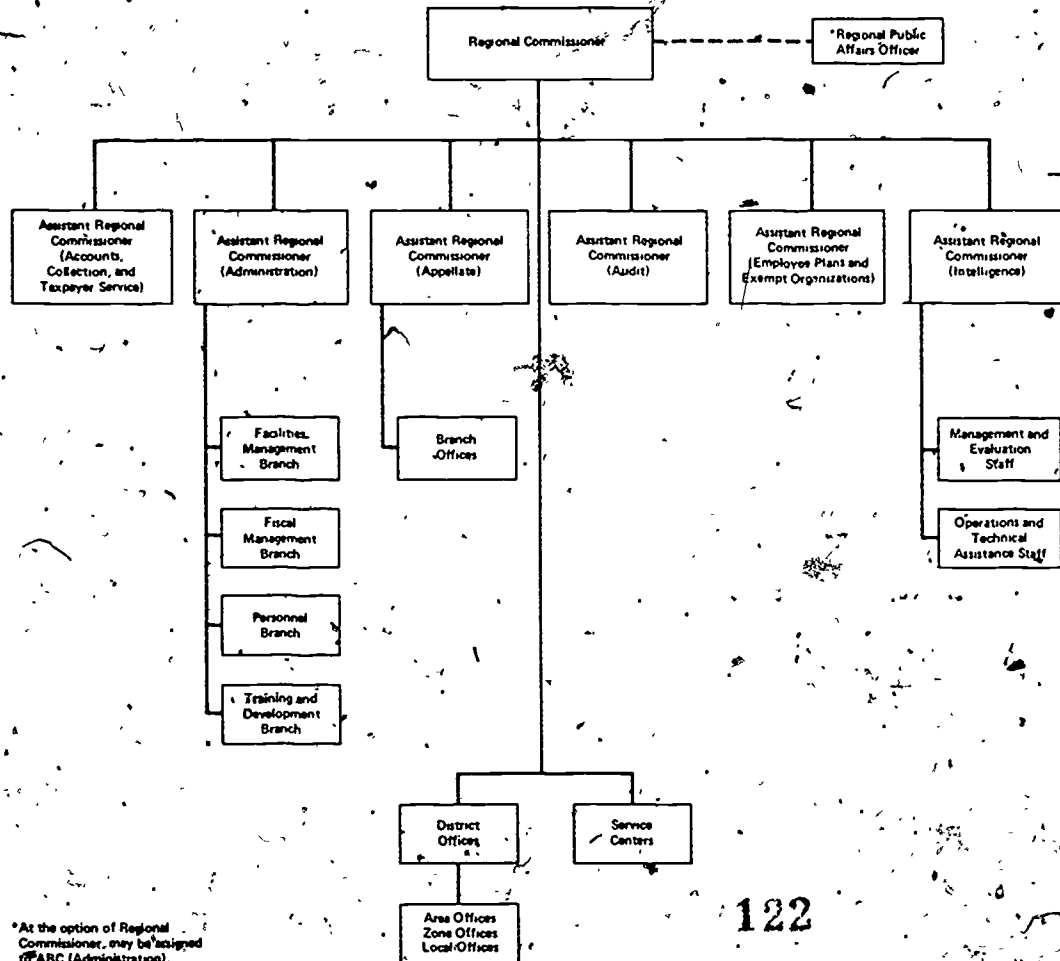 Regional Commissioner
*Regional Public
Affairs Officer
Assistant Regional
Commissioner
(Accounts,
Collection, and
Taxpayer Service)
Assistant Regional
Commissioner
(Administration)
Assistant Regional
Commissioner
(Appellate)
Assistant Regional
Commissioner
(Audit)
Assistant Regional
Commissioner
(Employee Plans and
Exempt Organizations)
Assistant Regional
Commissioner
(Intelligence)
Facilities
Management
Branch
Fiscal
Management
Branch
Personnel
Branch
Training and
Development
Branch
Branch
Offices
Management and
Evaluation
Staff
Operations and
Technical
Assistance Staff
District
Offices
Service
Centers
Area Offices
Zone Offices
Local Offices
*At the option of Regional
Commissioner, may be assigned
to ARC (Administration).
122